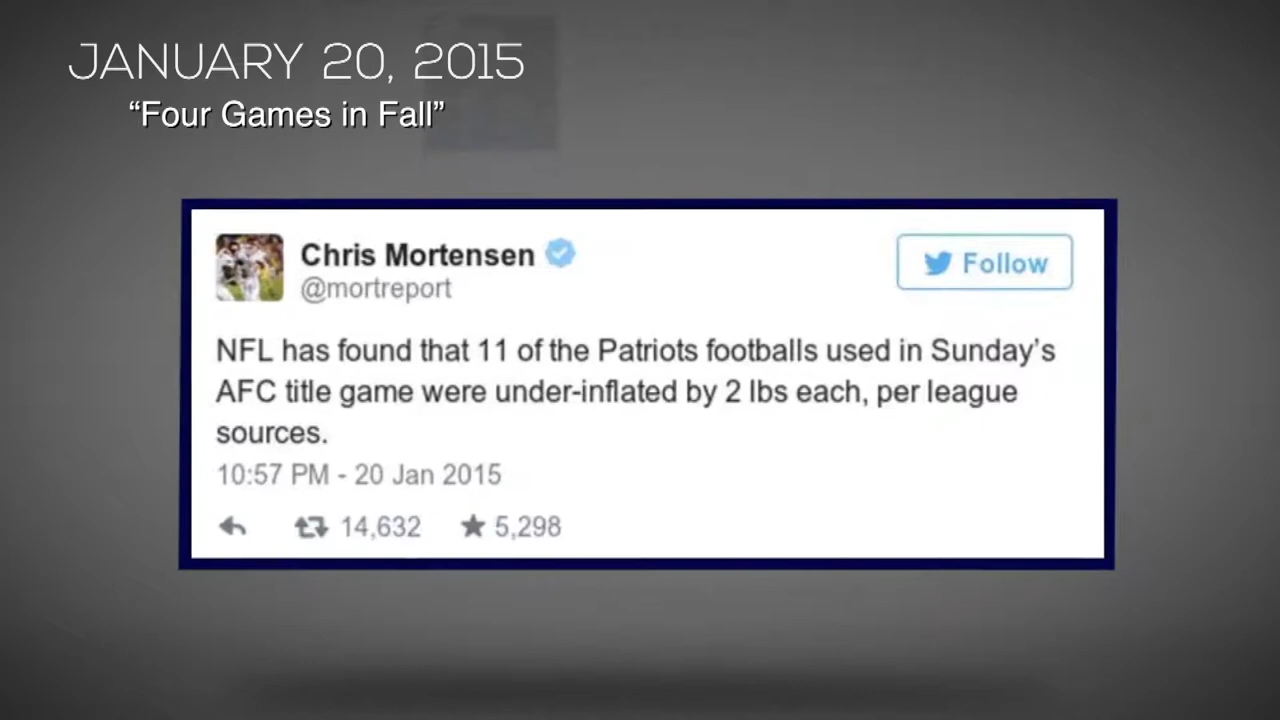 JANUARY 20, 2015
“Four Games in Fall”
Chris Mortensen
@mortreport
Follow
NFL has found that 11 of the Patriots footballs used in Sunday’s
AFC title game were under-inflated by 2 lbs each, per league
sources.
10:57 PM - 20 Jan 2015
14,632 5,298